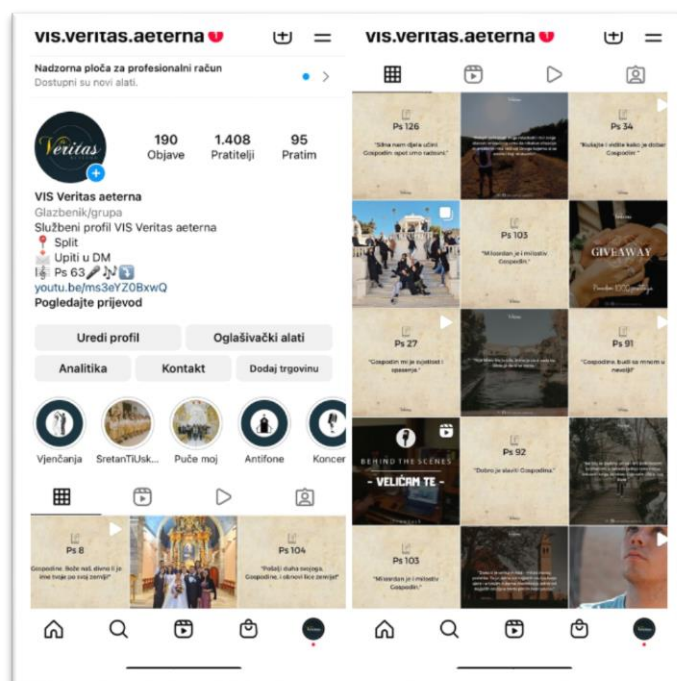 vis.veritas.aeterna 1
Nadzorna ploča za profesionalni račun
Dostupni su novi alati.
Veritas
190
Objave
1.408
Pratitelji
95
Pratim
VIS Veritas aeterna
Glazbenik/grupa
Službeni profil VIS Veritas aeterna
Split
Upiti u DM
Ps 63
youtu.be/ms3eYZ0BxwQ
Pogledajte prijevod
Uredi profil
Oglašivački alati
Analitika
Kontakt
Dodaj trgovinu
Vjenčanja
SretanTiUsk...
Puče moj
Antifone
Koncer
Ps 8
Gospodine, Bože naš, divno li je
ime tvoje po svoj zemlji!"
Ps 104
"Pošalji duha svojega,
Gospodine, i obnovi lice zemlje!"
vis.veritas.aeterna
Ps 126
"Silna nam djela učini
Gospodin: opet smo radosni."
Ps 34
"Kušajte i vidite kako je dobar
Gospodin!"
Ps 103
"Milosrdan je i milostiv
Gospodin."
GIVEAWAY
Ps 27
"Gospodin mi je svjetlost i
spasenje."
Ps 91
"Gospodine, budi sa mnom u
nevolji!"
BEHIND THE SCENES
- VELIČAM TE -
Ps 92
"Dobro je slaviti Gospodina."
Ps 103
"Milosrdan je i milostiv
Gospodin."